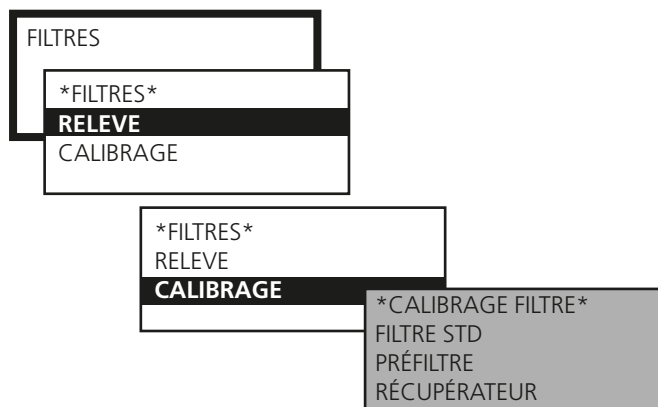 FILTRES
*FILTRES*
RELEVE
CALIBRAGE
*FILTRES*
RELEVE
CALIBRAGE
*CALIBRAGE FILTRE*
FILTRE STD
PRÉFILTRE
RÉCUPÉRATEUR